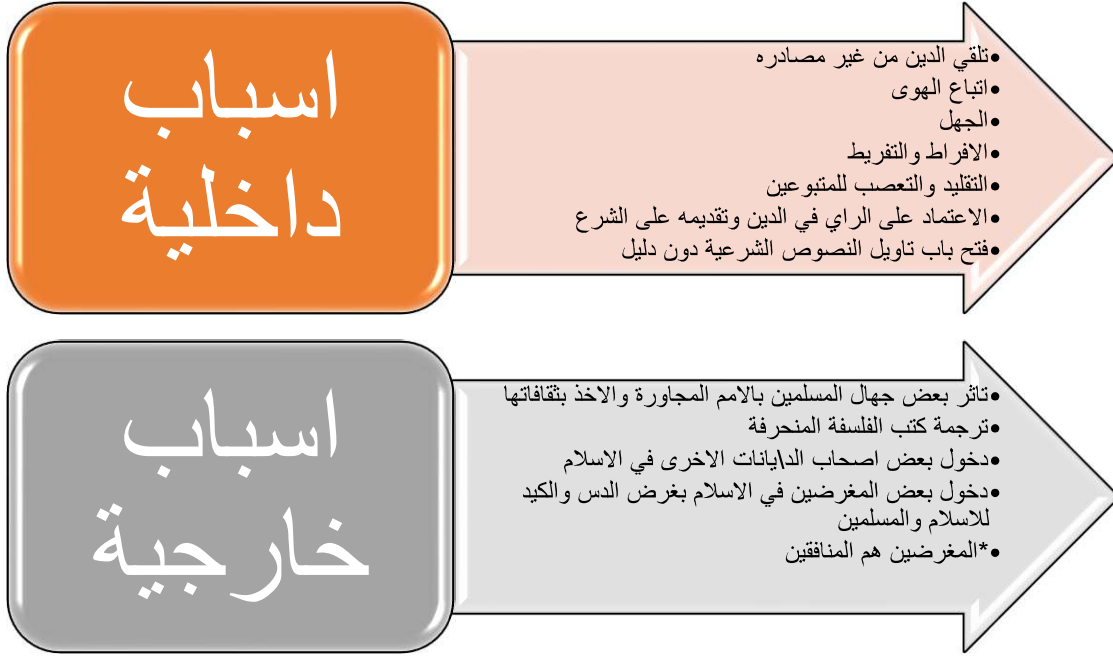 اسباب
داخلية
•تلقي الدين من غير مصادره
•اتباع الهوى
•الجهل
•الافراط والتفريط
•التقليد والتعصب للمتبوعين
•الاعتماد على الراي في الدين وتقديمه على الشرع
•فتح باب تاويل النصوص الشرعية دون دليل
اسباب
خارجية
•تاثر بعض جهال المسلمين بالامم المجاورة والاخذ بثقافاتها
•ترجمة كتب الفلسفة المنحرفة
•دخول بعض اصحاب الد\يانات الاخرى في الاسلام
•دخول بعض المغرضين في الاسلام بغرض الدس والكيد
للاسلام والمسلمين
•*المغرضين هم المنافقين